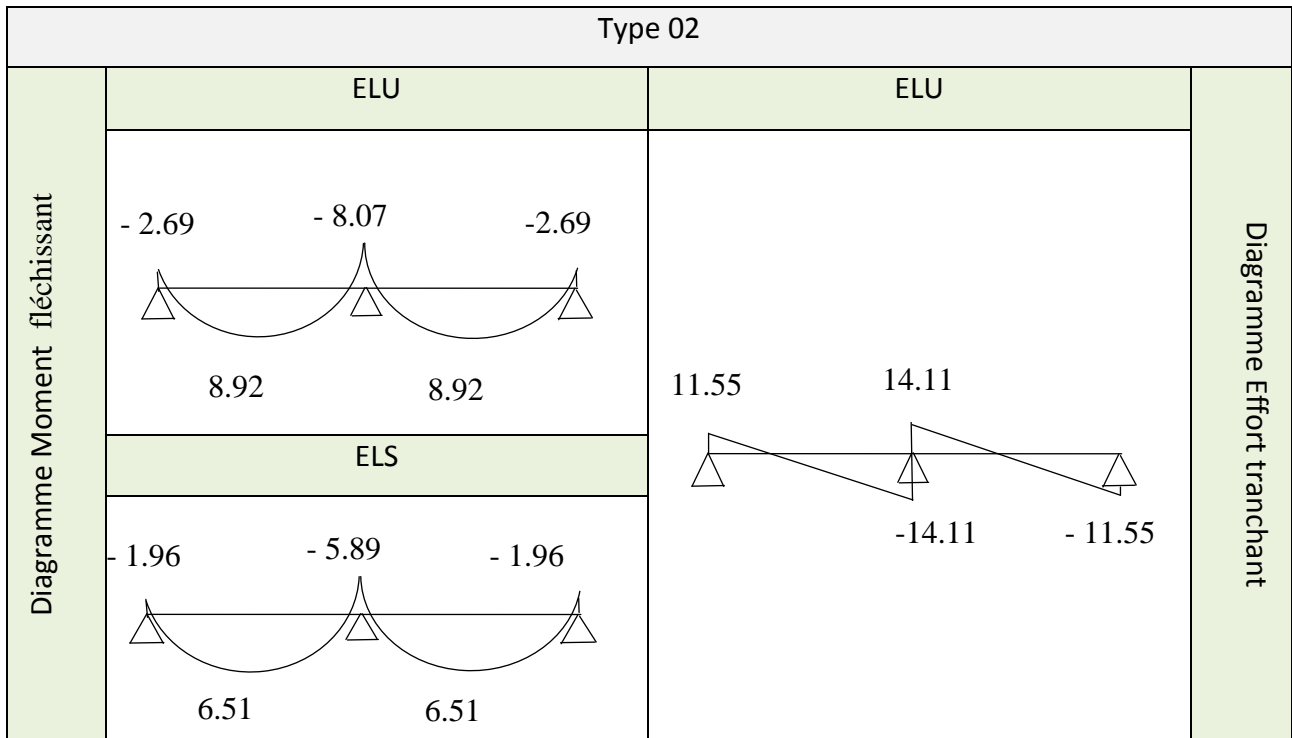 Type 02
Diagramme Moment fléchissant
ELU
- 2.69 - 8.07 -2.69
8.92 8.92
ELS
- 1.96 - 5.89 - 1.96
6.51 6.51
ELU
11.55 14.11
-14.11 - 11.55
Diagramme Effort tranchant